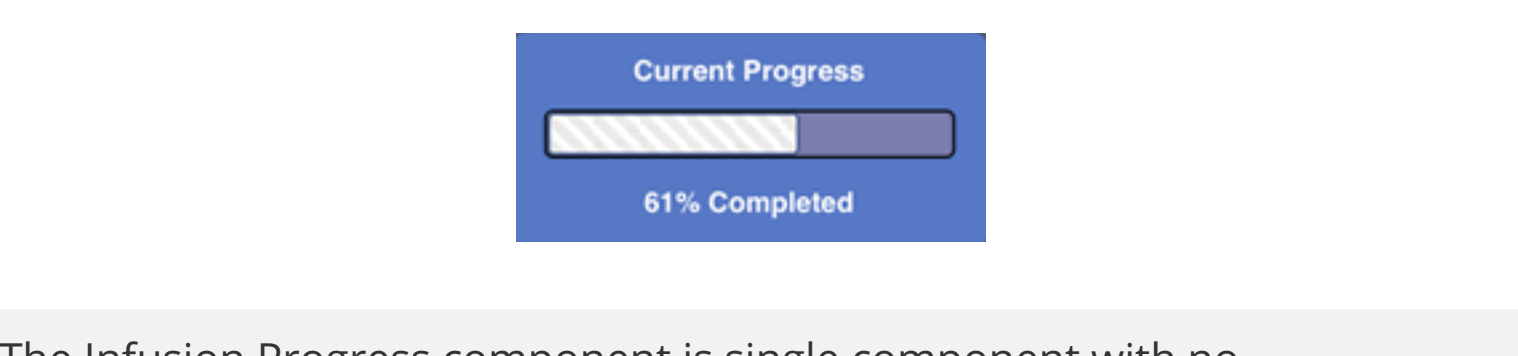 Current Progress
61% Completed
The Infusion Progress component is single component with no